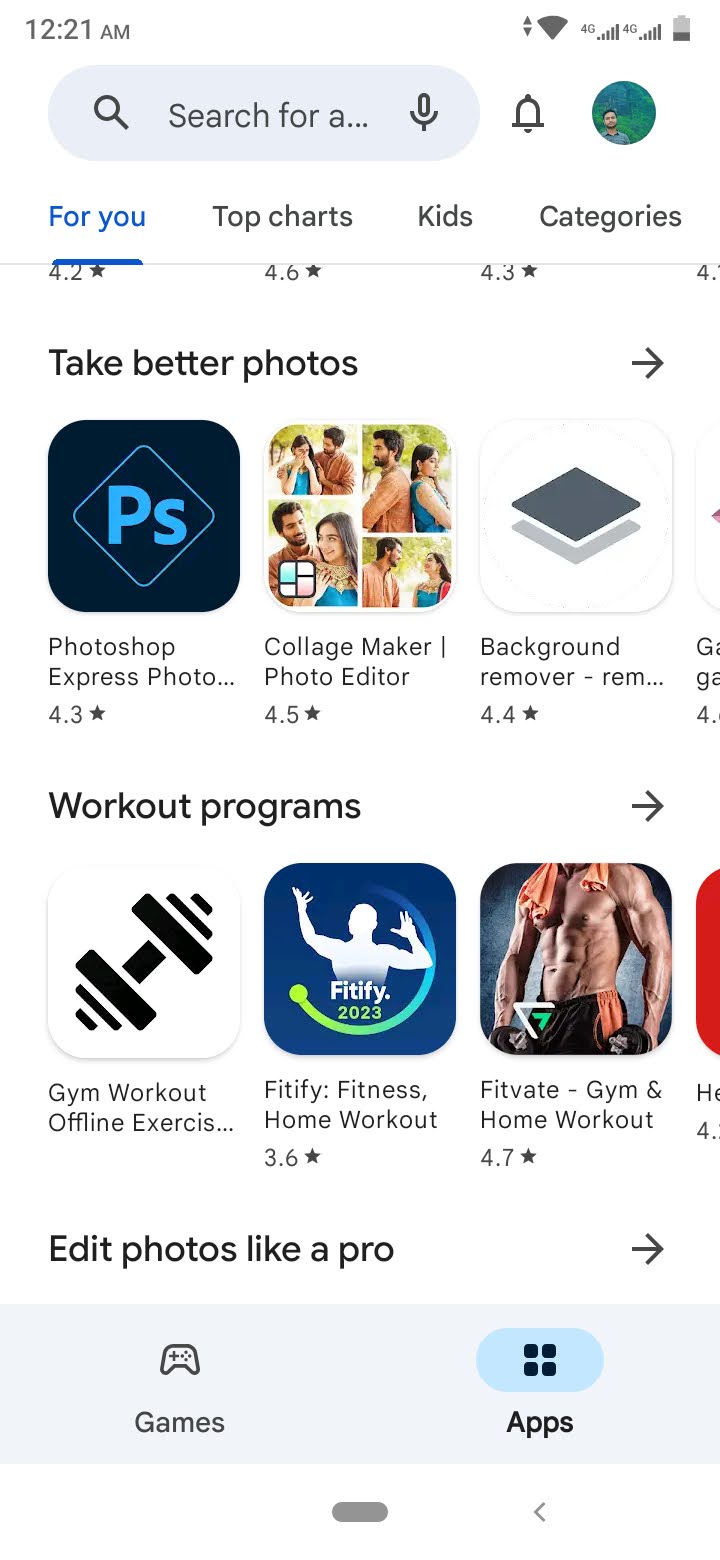 12:21 AM
4G 4G
Search for a...
For you Top charts Kids Categories
4.2 ★ 4.6 ★ 4.3 ★ 4.
Take better photos
Ps
Photoshop
Express Photo...
4.3 ★
Collage Maker |
Photo Editor
4.5 ★
Background
remover - rem...
4.4 ★
Ga
ga
4.
Workout programs
Fitify.
2023
Gym Workout
Offline Exercis...
Fitify: Fitness,
Home Workout
3.6 ★
Fitvate - Gym &
Home Workout
4.7 ★
He
4.
Edit photos like a pro
Games Apps